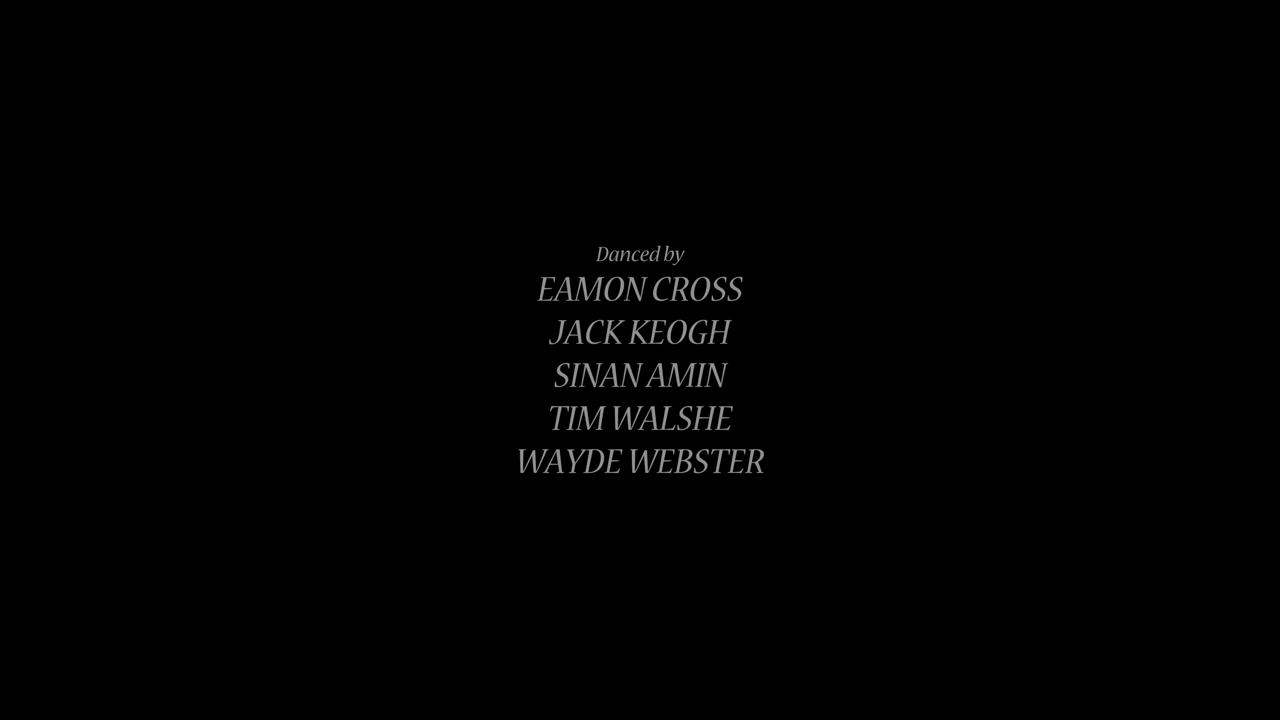 Danced by
EAMON CROSS
JACK KEOGH
SINAN AMIN
TIM WALSHE
WAYDE WEBSTER